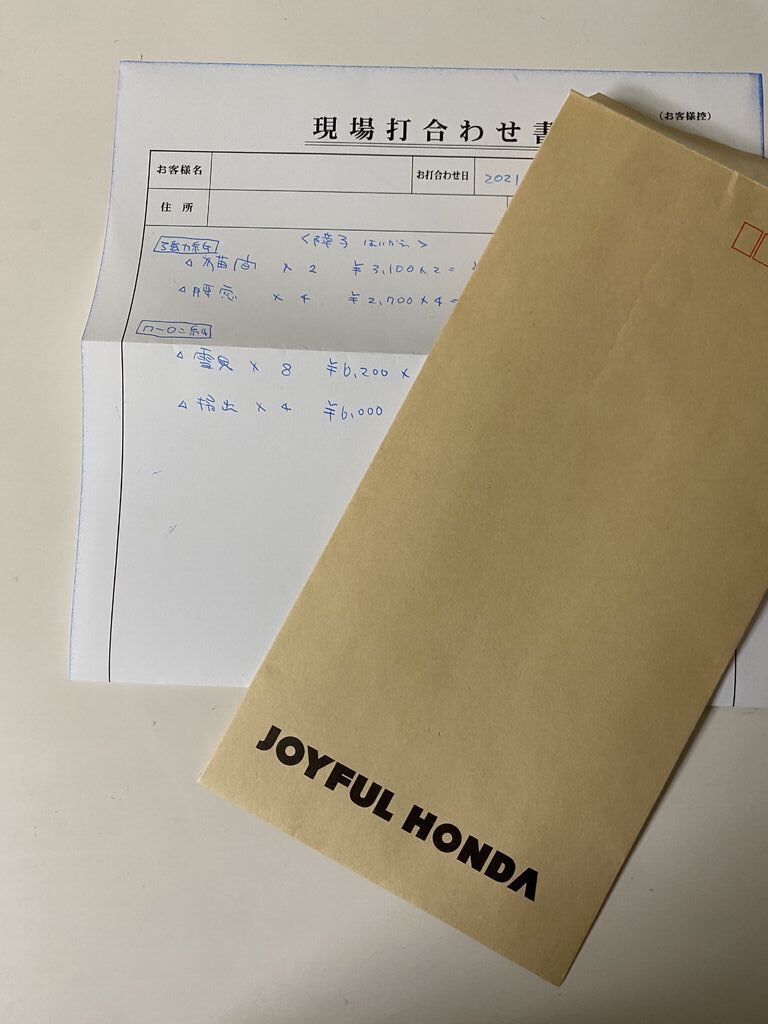 (お客様控)
現場打合わせ書
お客様名
お打合わせ日 2021
住所
<障子 はりかえ>
強力紙
△猫間 × 2 ¥3,100×2=
△腰窓 × 4 ¥2,700×4=
ワーロン紙
△雪見 × 8 ¥6,200×
△掃出 × 4 ¥6,000
JOYFUL HONDA